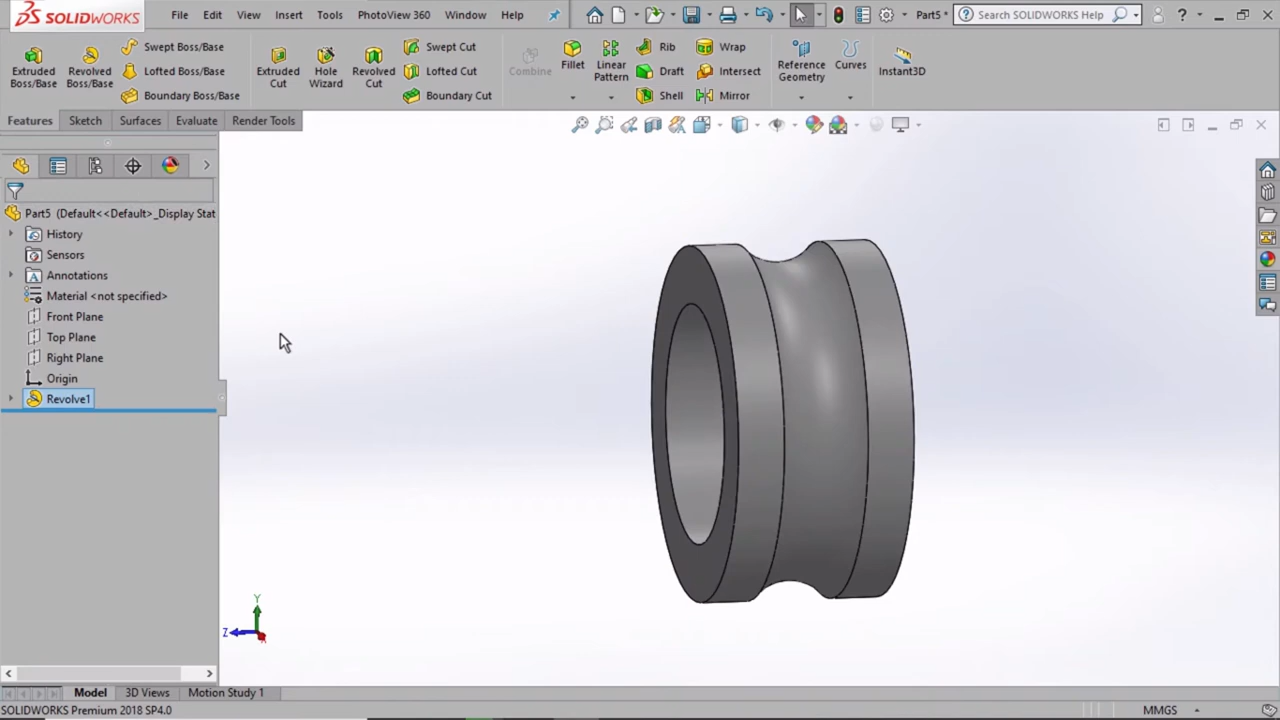 SOLIDWORKS File Edit View Insert Tools PhotoView 360 Window Help Part5 * Search SOLIDWORKS Help ?
Extruded Boss/Base
Revolved Boss/Base
Swept Boss/Base
Lofted Boss/Base
Boundary Boss/Base
Extruded Cut
Hole Wizard
Revolved Cut
Swept Cut
Lofted Cut
Boundary Cut
Combine
Fillet
Linear Pattern
Rib
Draft
Shell
Wrap
Intersect
Mirror
Reference Geometry
Curves
Instant3D
Features Sketch Surfaces Evaluate Render Tools
Part5 (Default<<Default>_Display Stat
History
Sensors
Annotations
Material <not specified>
Front Plane
Top Plane
Right Plane
Origin
Revolve1
Y
Z
X
Model 3D Views Motion Study 1
SOLIDWORKS Premium 2018 SP4.0 MMGS